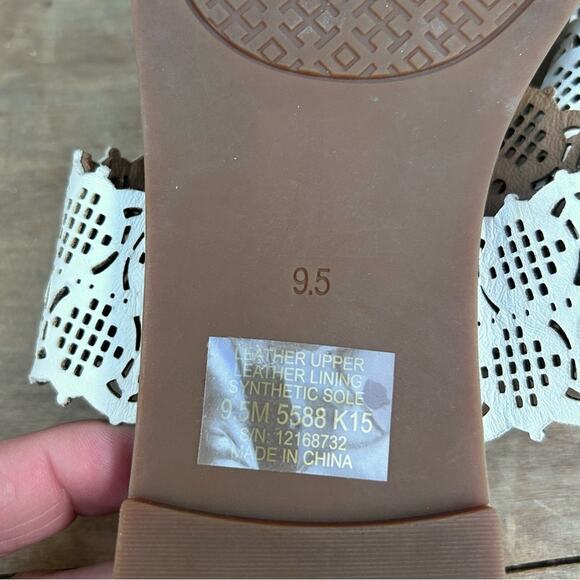 9.5
LEATHER UPPER
LEATHER LINING
SYNTHETIC SOLE
9.5M 5588 K15
S/N: 12168732
MADE IN CHINA